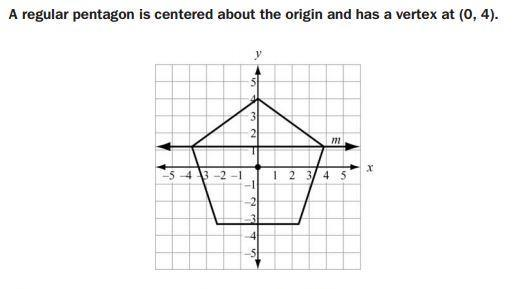 A regular pentagon is centered about the origin and has a vertex at (0, 4).
y
5
4
3
2
m
1
x
-5 -4 -3 -2 -1 1 2 3 4 5
-1
-2
-3
-4
-5